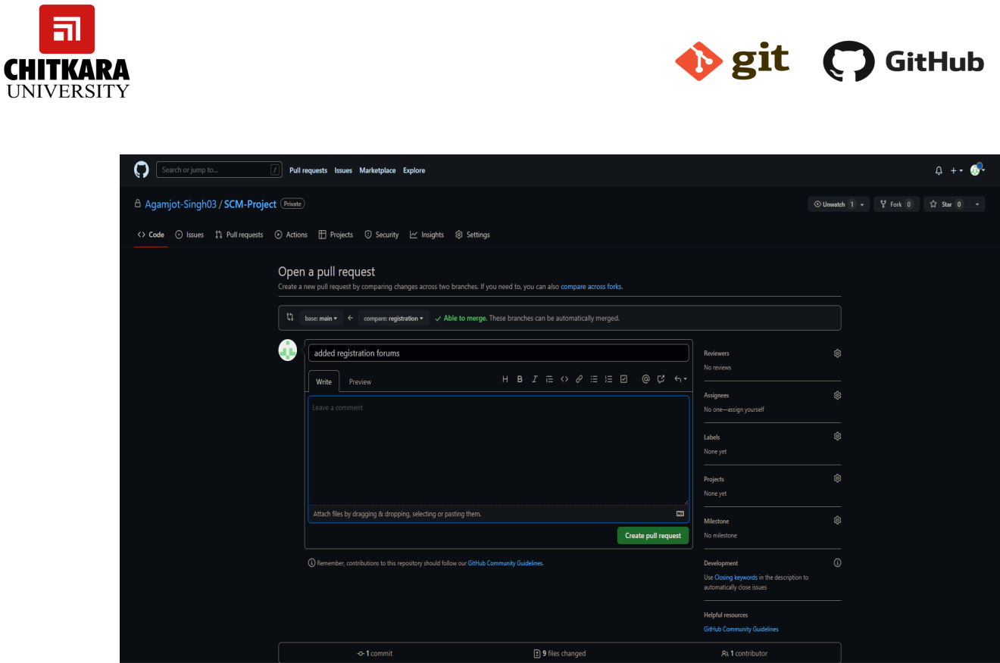 CHITKARA
UNIVERSITY
git
GitHub
Search or jump to...
/
Pull requests Issues Marketplace Explore
Agamjot-Singh03 / SCM-Project Private
Unwatch 1
Fork 0
Star 0
Code Issues Pull requests Actions Projects Security Insights Settings
Open a pull request
Create a new pull request by comparing changes across two branches. If you need to, you can also compare across forks.
base: main compare: registration Able to merge. These branches can be automatically merged.
added registration forums
Write Preview
H B I @
Leave a comment
Attach files by dragging & dropping, selecting or pasting them.
Create pull request
Remember, contributions to this repository should follow our GitHub Community Guidelines.
Reviewers
No reviews
Assignees
No one—assign yourself
Labels
None yet
Projects
None yet
Milestone
No milestone
Development
Use Closing keywords in the description to
automatically close issues
Helpful resources
GitHub Community Guidelines
1 commit
9 files changed
1 contributor